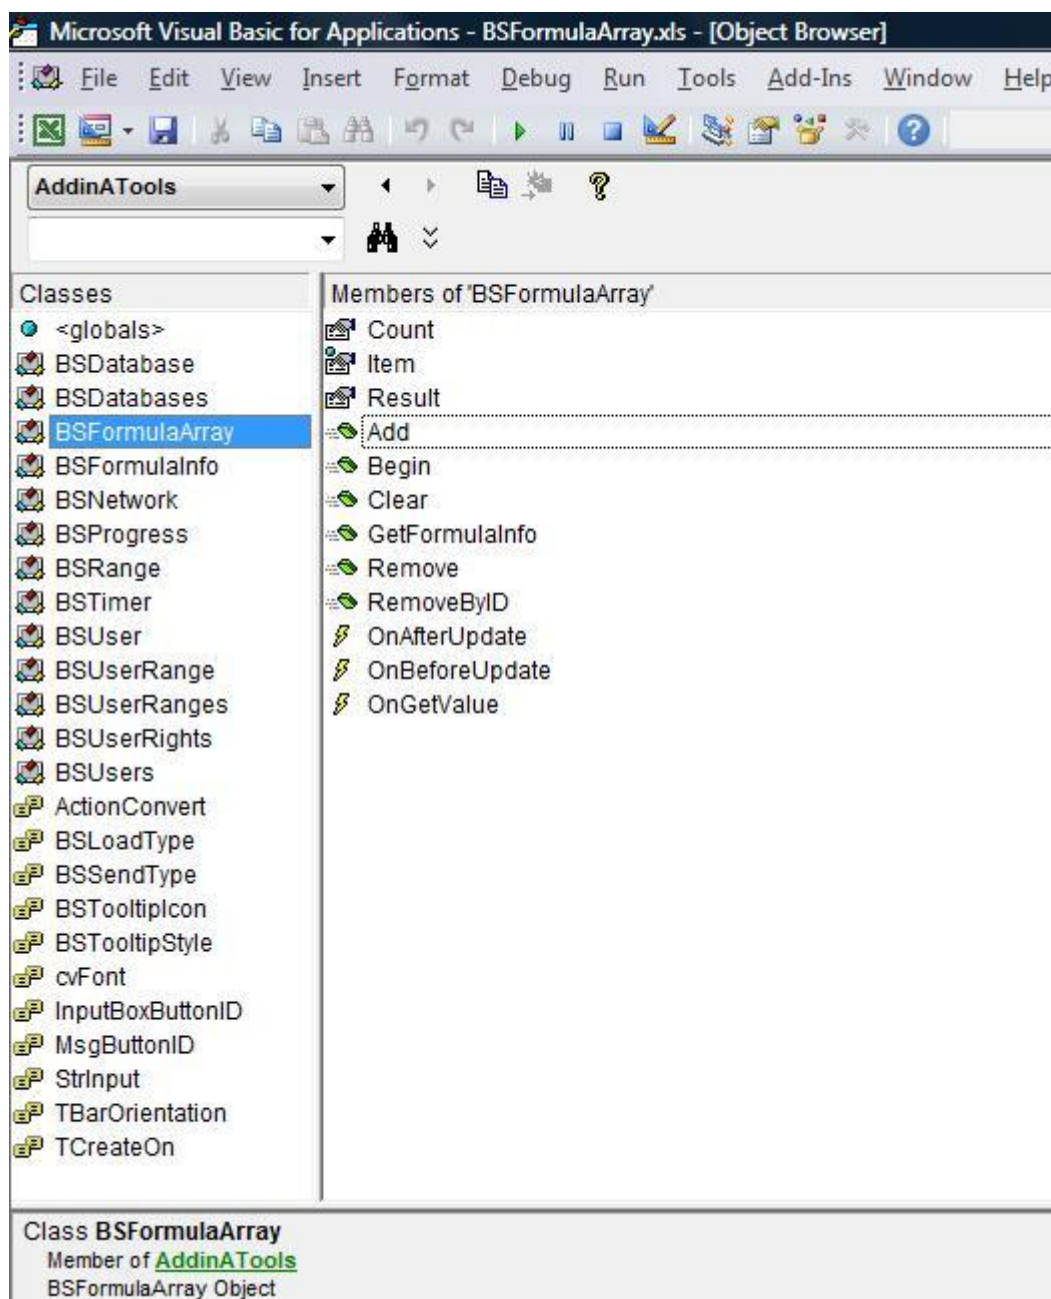 Microsoft Visual Basic for Applications - BSFormulaArray.xls - [Object Browser]
File Edit View Insert Format Debug Run Tools Add-Ins Window Help
AddinATools
Classes
<globals>
BSDatabase
BSDatabases
BSFormulaArray
BSFormulaInfo
BSNetwork
BSProgress
BSRange
BSTimer
BSUser
BSUserRange
BSUserRanges
BSUserRights
BSUsers
ActionConvert
BSLoadType
BSSendType
BSTooltipIcon
BSTooltipStyle
cvFont
InputBoxButtonID
MsgButtonID
StrInput
TBarOrientation
TCreateOn
Members of 'BSFormulaArray'
Count
Item
Result
Add
Begin
Clear
GetFormulaInfo
Remove
RemoveByID
OnAfterUpdate
OnBeforeUpdate
OnGetValue
Class BSFormulaArray
Member of AddinATools
BSFormulaArray Object